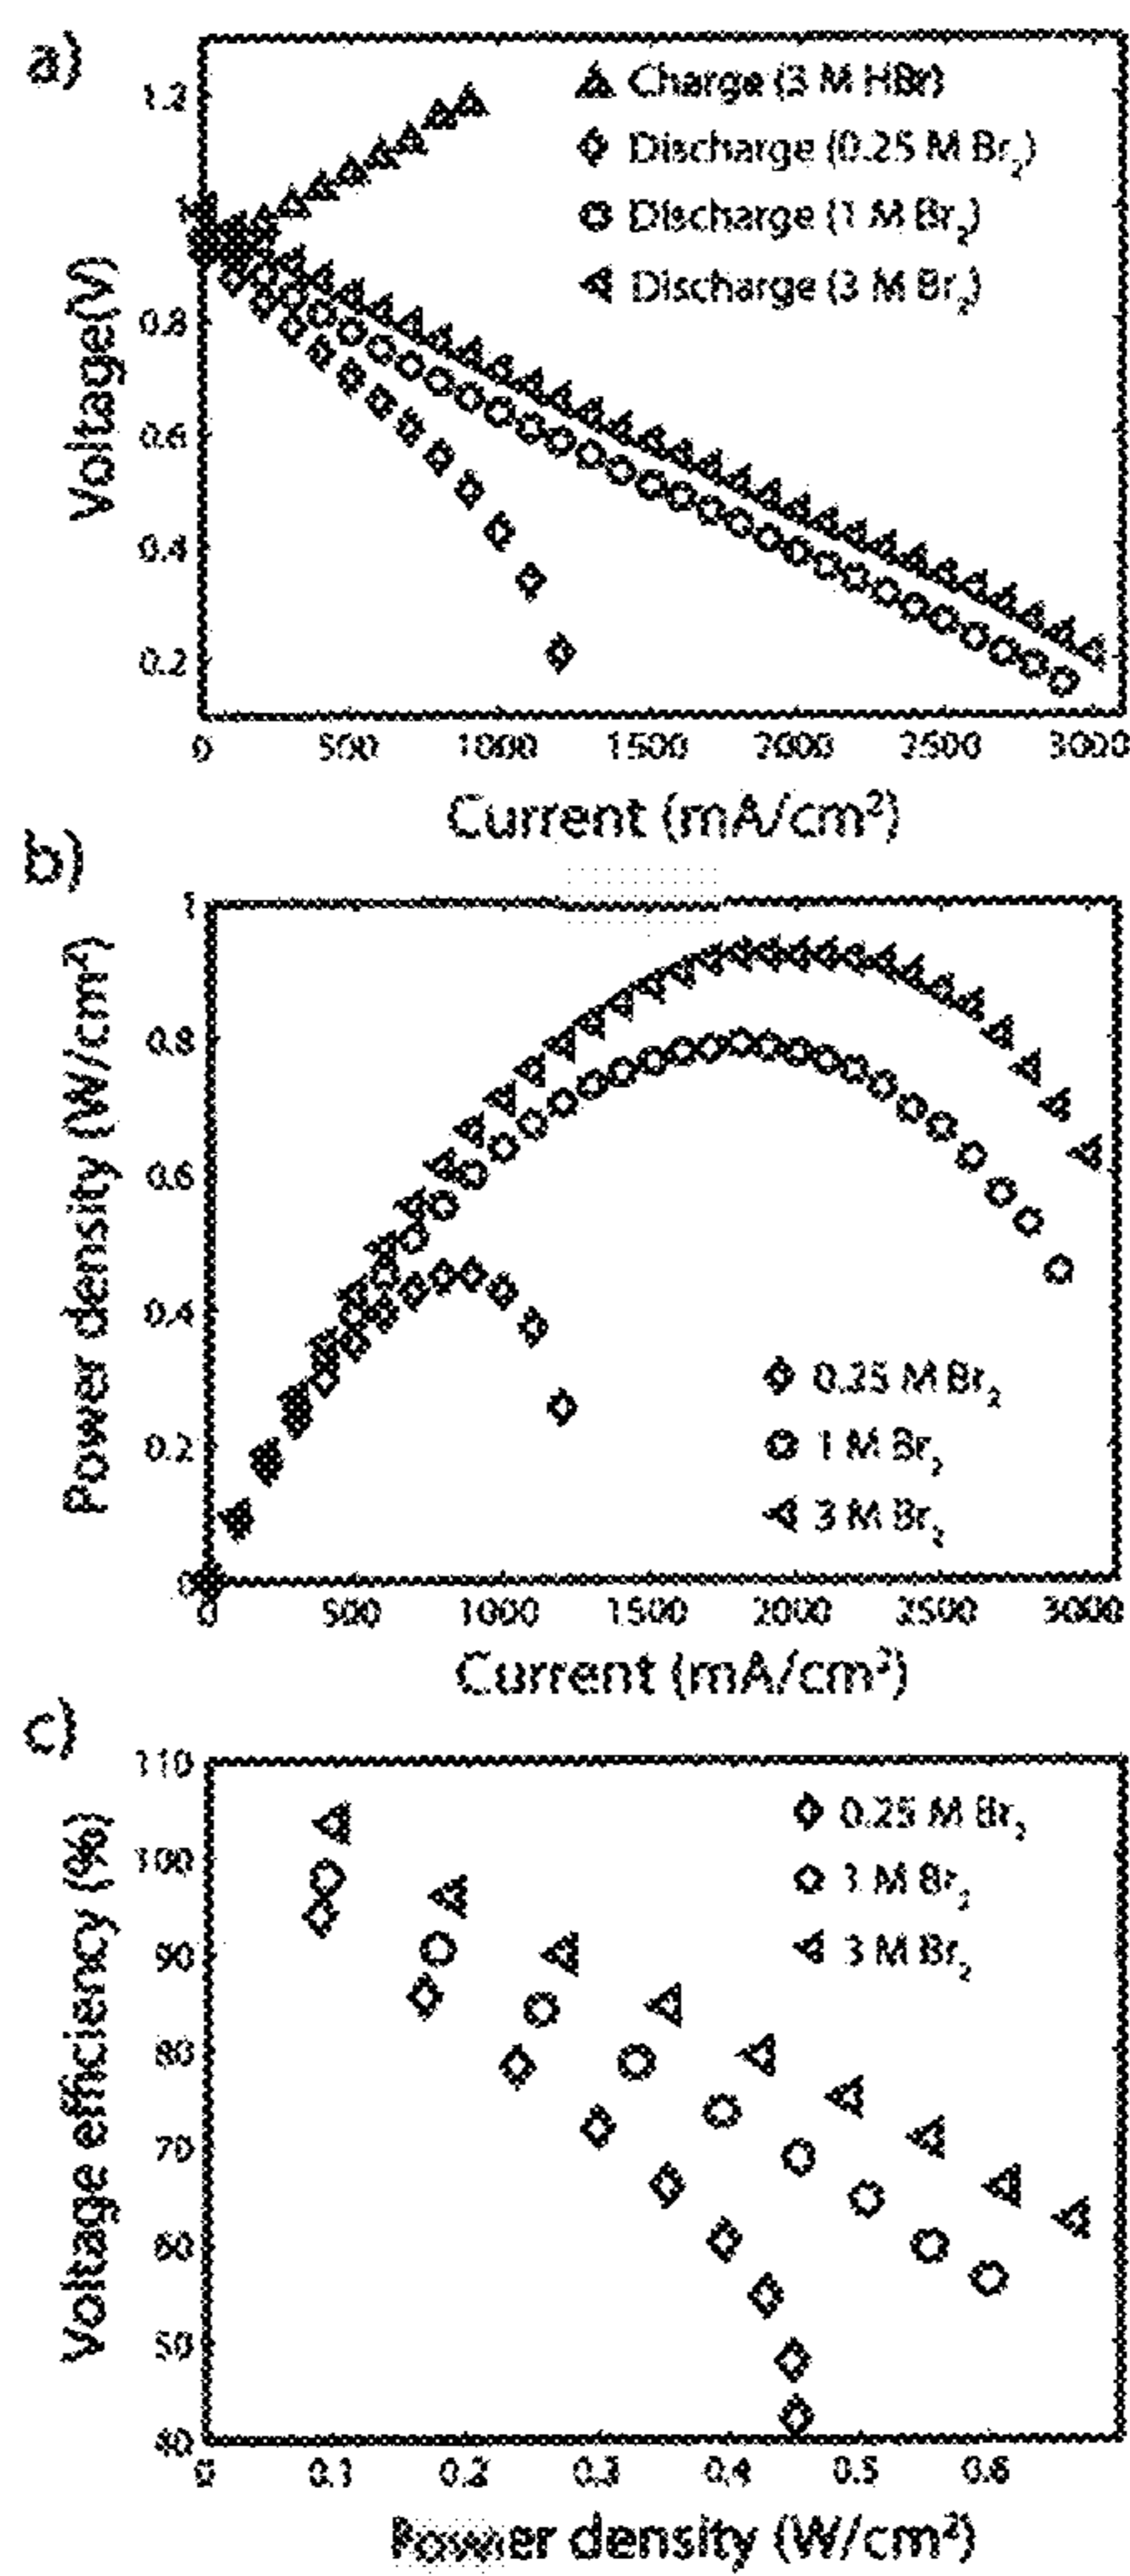 a)
1.2
1
0.8
0.6
0.4
0.2
Voltage(V)
Charge (3 M HBr)
Discharge (0.25 M Br2)
Discharge (1 M Br2)
Discharge (3 M Br2)
0 500 1000 1500 2000 2500 3000
Current (mA/cm²)
b)
1
0.8
0.6
0.4
0.2
0
Power density (W/cm²)
0.25 M Br2
1 M Br2
3 M Br2
0 500 1000 1500 2000 2500 3000
Current (mA/cm²)
c)
110
100
90
80
70
60
50
40
Voltage efficiency (%)
0.25 M Br2
1 M Br2
3 M Br2
0 0.1 0.2 0.3 0.4 0.5 0.6
Power density (W/cm²)